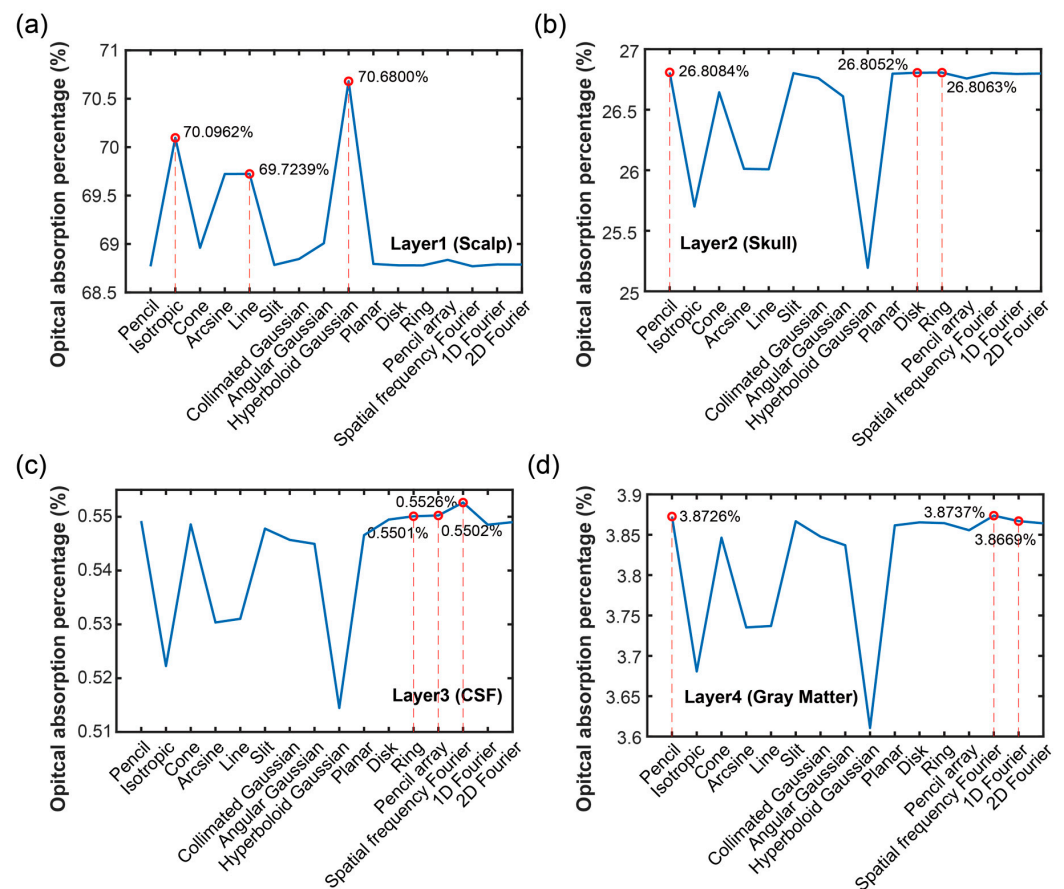 (a)
Opitcal absorption percentage (%)
71
70.5
70
69.5
69
68.5
70.0962%
69.7239%
70.6800%
Layer1 (Scalp)
Pencil
Isotropic
Cone
Arcsine
Line
Slit
Collimated Gaussian
Angular Gaussian
Hyperboloid Gaussian
Planar
Disk
Ring
Pencil array
Spatial frequency Fourier
1D Fourier
2D Fourier
(b)
Opitcal absorption percentage (%)
27
26.5
26
25.5
25
26.8084%
26.8052%
26.8063%
Layer2 (Skull)
Pencil
Isotropic
Cone
Arcsine
Line
Slit
Collimated Gaussian
Angular Gaussian
Hyperboloid Gaussian
Planar
Disk
Ring
Pencil array
Spatial frequency Fourier
1D Fourier
2D Fourier
(c)
Opitcal absorption percentage (%)
0.55
0.54
0.53
0.52
0.51
0.5526%
0.5501%
0.5502%
Layer3 (CSF)
Pencil
Isotropic
Cone
Arcsine
Line
Slit
Collimated Gaussian
Angular Gaussian
Hyperboloid Gaussian
Planar
Disk
Ring
Pencil array
Spatial frequency Fourier
1D Fourier
2D Fourier
(d)
Opitcal absorption percentage (%)
3.9
3.85
3.8
3.75
3.7
3.65
3.6
3.8726%
3.8737%
3.8669%
Layer4 (Gray Matter)
Pencil
Isotropic
Cone
Arcsine
Line
Slit
Collimated Gaussian
Angular Gaussian
Hyperboloid Gaussian
Planar
Disk
Ring
Pencil array
Spatial frequency Fourier
1D Fourier
2D Fourier